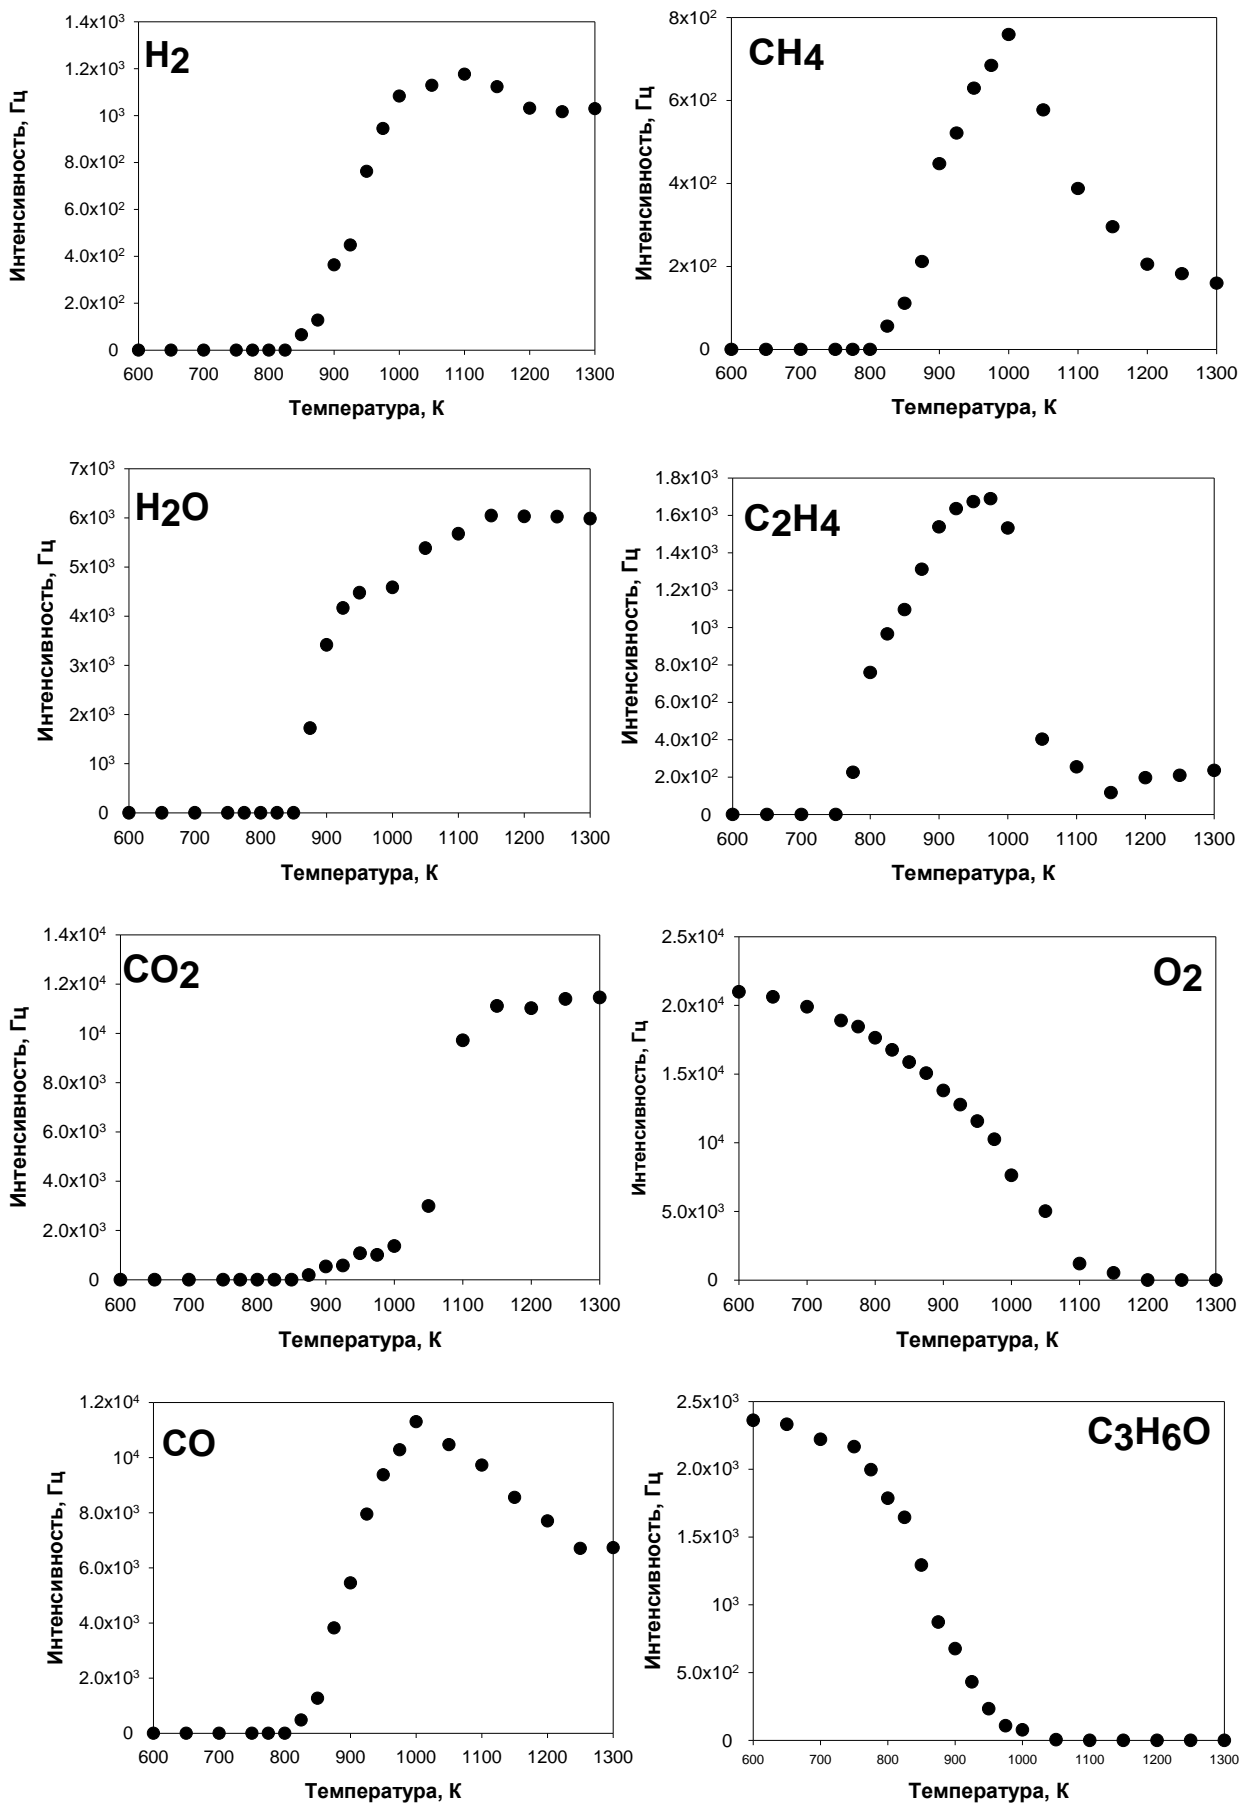 H2
Интенсивность, Гц
1.4x10³
1.2x10³
10³
8.0x10²
6.0x10²
4.0x10²
2.0x10²
0
600 700 800 900 1000 1100 1200 1300
Температура, К
CH4
Интенсивность, Гц
8x10²
6x10²
4x10²
2x10²
0
600 700 800 900 1000 1100 1200 1300
Температура, К
H2O
Интенсивность, Гц
7x10³
6x10³
5x10³
4x10³
3x10³
2x10³
10³
0
600 700 800 900 1000 1100 1200 1300
Температура, К
C2H4
Интенсивность, Гц
1.8x10³
1.6x10³
1.4x10³
1.2x10³
10³
8.0x10²
6.0x10²
4.0x10²
2.0x10²
0
600 700 800 900 1000 1100 1200 1300
Температура, К
CO2
Интенсивность, Гц
1.4x10⁴
1.2x10⁴
10⁴
8.0x10³
6.0x10³
4.0x10³
2.0x10³
0
600 700 800 900 1000 1100 1200 1300
Температура, К
O2
Интенсивность, Гц
2.5x10⁴
2.0x10⁴
1.5x10⁴
10⁴
5.0x10³
0
600 700 800 900 1000 1100 1200 1300
Температура, К
CO
Интенсивность, Гц
1.2x10⁴
10⁴
8.0x10³
6.0x10³
4.0x10³
2.0x10³
0
600 700 800 900 1000 1100 1200 1300
Температура, К
C3H6O
Интенсивность, Гц
2.5x10³
2.0x10³
1.5x10³
10³
5.0x10²
0
600 700 800 900 1000 1100 1200 1300
Температура, К